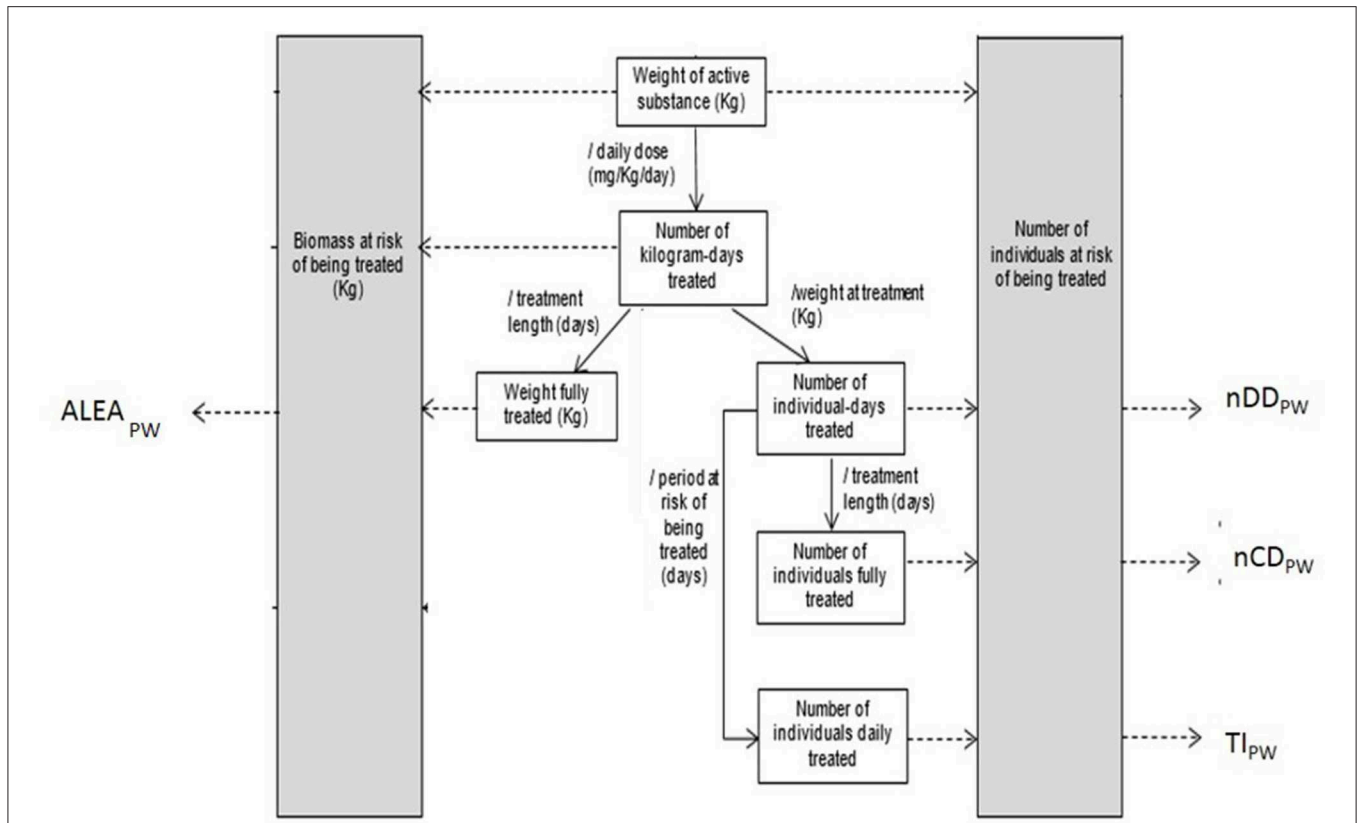 Weight of active
substance (Kg)
/ daily dose
(mg/Kg/day)
Biomass at risk
of being treated
(Kg)
Number of
kilogram-days
treated
Number of
individuals at risk
of being treated
/ treatment
length (days)
/weight at treatment
(Kg)
ALEA PW
Weight fully
treated (Kg)
Number of
individual-days
treated
nDD PW
/ period at
risk of
being
treated
(days)
/ treatment
length (days)
Number of
individuals fully
treated
nCD PW
Number of
individuals daily
treated
TI PW